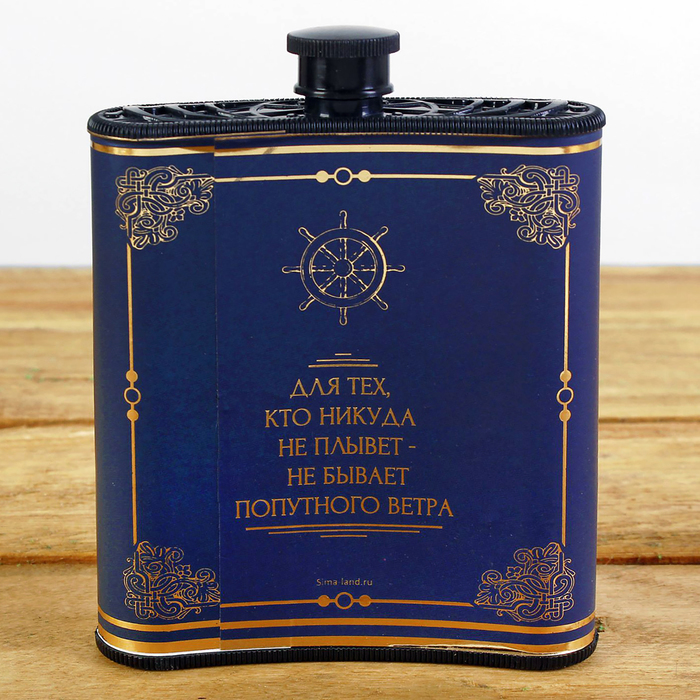 ДЛЯ ТЕХ,
КТО НИКУДА
НЕ ПЛЫВЕТ -
НЕ БЫВАЕТ
ПОПУТНОГО ВЕТРА
Sima-land.ru